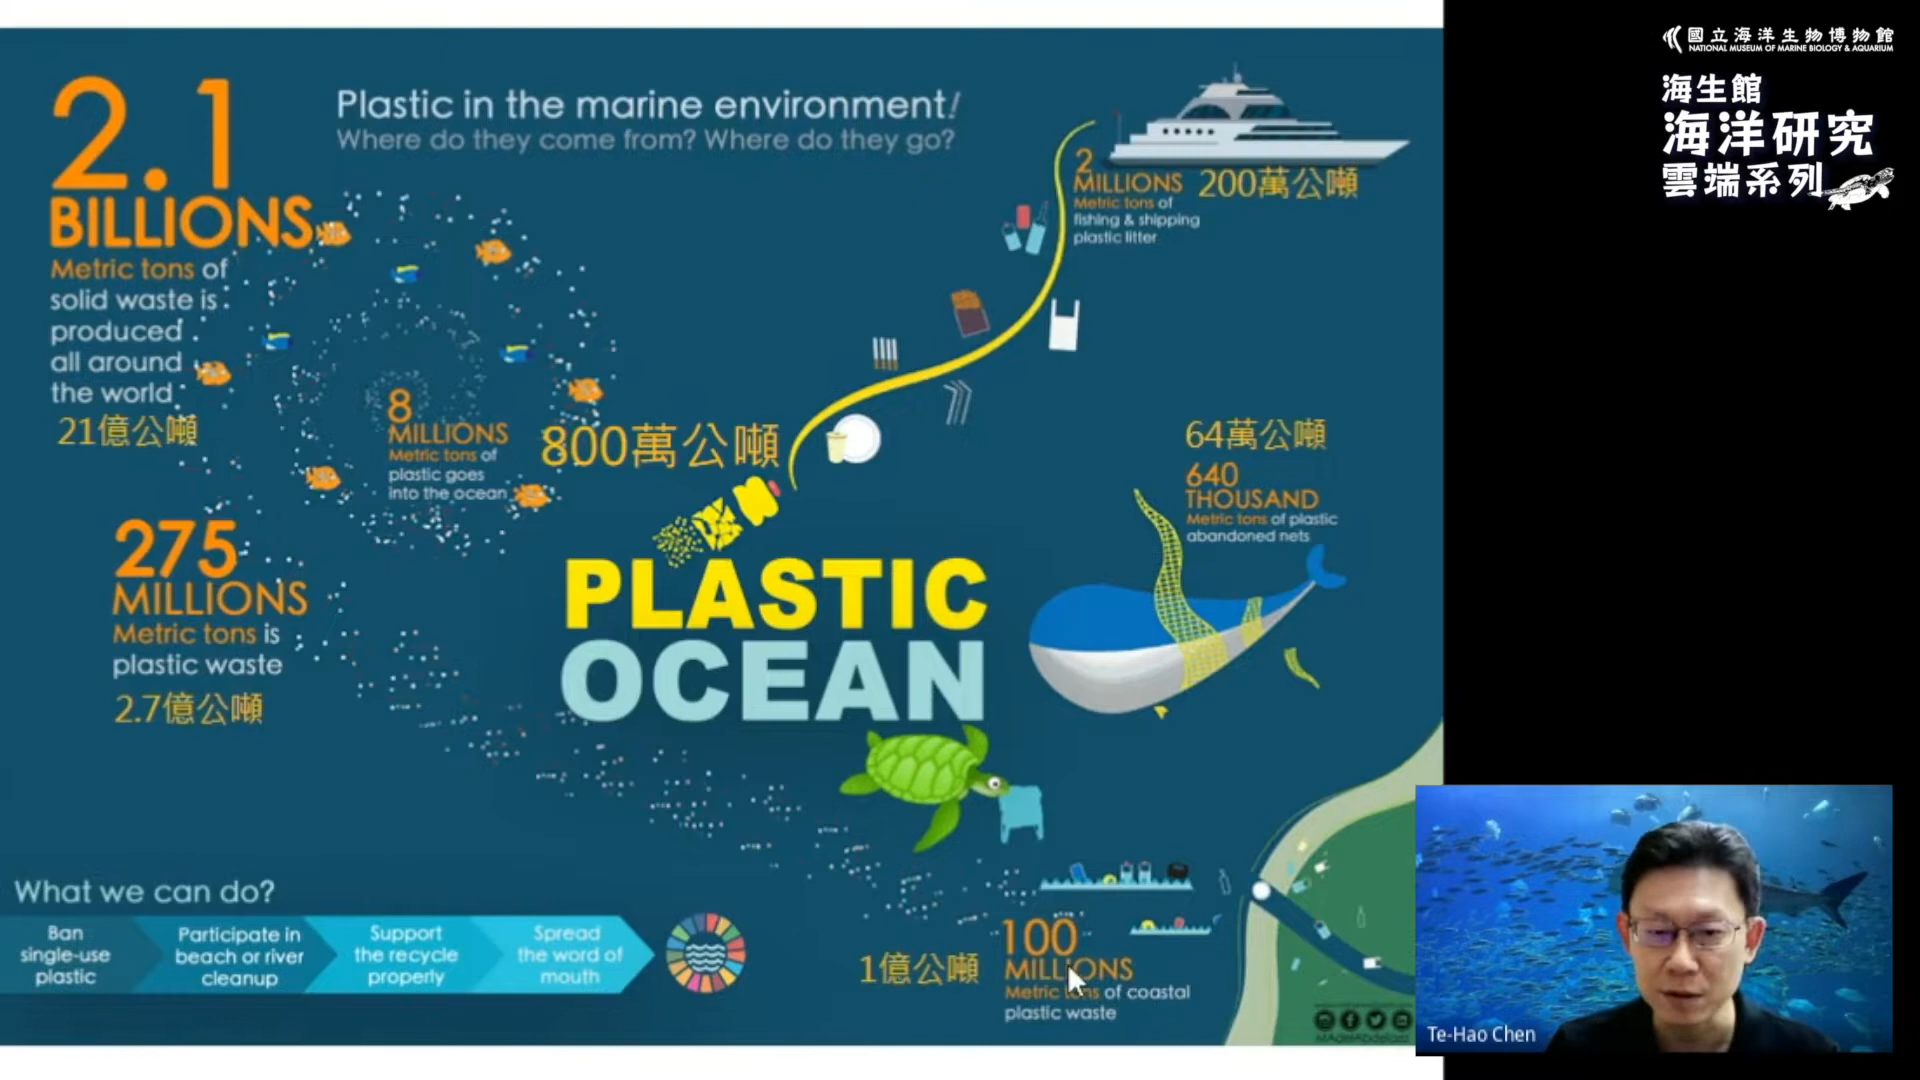 2.1
BILLIONS
Metric tons of
solid waste is
produced
all around
the world
21億公噸
Plastic in the marine environment!
Where do they come from? Where do they go?
2
MILLIONS
Metric tons of
fishing & shipping
plastic litter
200萬公噸
8
MILLIONS
Metric tons of
plastic goes
into the ocean
800萬公噸
64萬公噸
640
THOUSAND
Metric tons of plastic
abandoned nets
275
MILLIONS
Metric tons is
plastic waste
2.7億公噸
PLASTIC
OCEAN
What we can do?
Ban
single-use
plastic
Participate in
beach or river
cleanup
Support
the recycle
properly
Spread
the word of
mouth
1億公噸
100
MILLIONS
Metric tons of coastal
plastic waste
國立海洋生物博物館
NATIONAL MUSEUM OF MARINE BIOLOGY & AQUARIUM
海生館
海洋研究
雲端系列
Te-Hao Chen